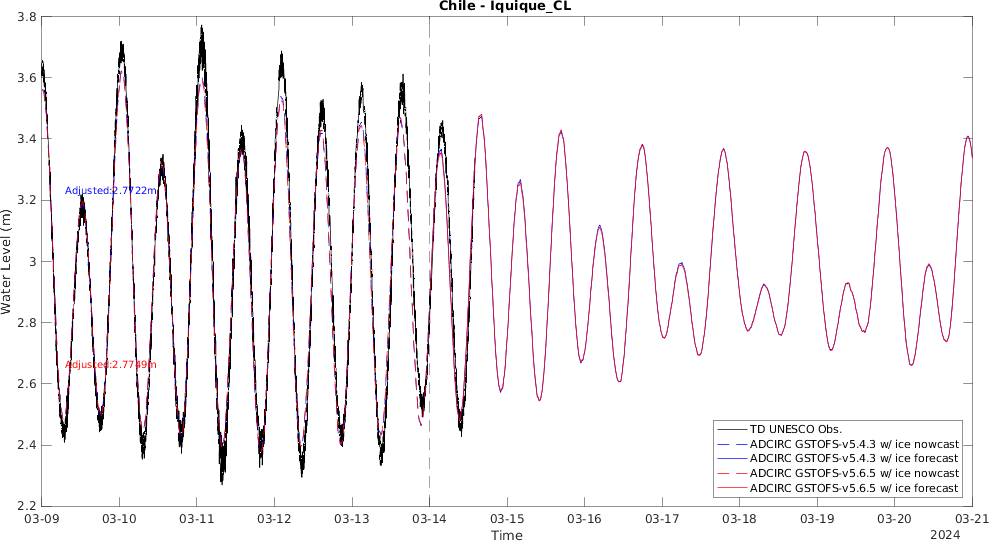 Chile - Iquique_CL
3.8
3.6
3.4
3.2
3
2.8
2.6
2.4
2.2
Water Level (m)
Adjusted:2.7722m
Adjusted:2.7749m
TD UNESCO Obs.
ADCIRC GSTOFS-v5.4.3 w/ ice nowcast
ADCIRC GSTOFS-v5.4.3 w/ ice forecast
ADCIRC GSTOFS-v5.6.5 w/ ice nowcast
ADCIRC GSTOFS-v5.6.5 w/ ice forecast
03-09 03-10 03-11 03-12 03-13 03-14 03-15 03-16 03-17 03-18 03-19 03-20 03-21
Time
2024